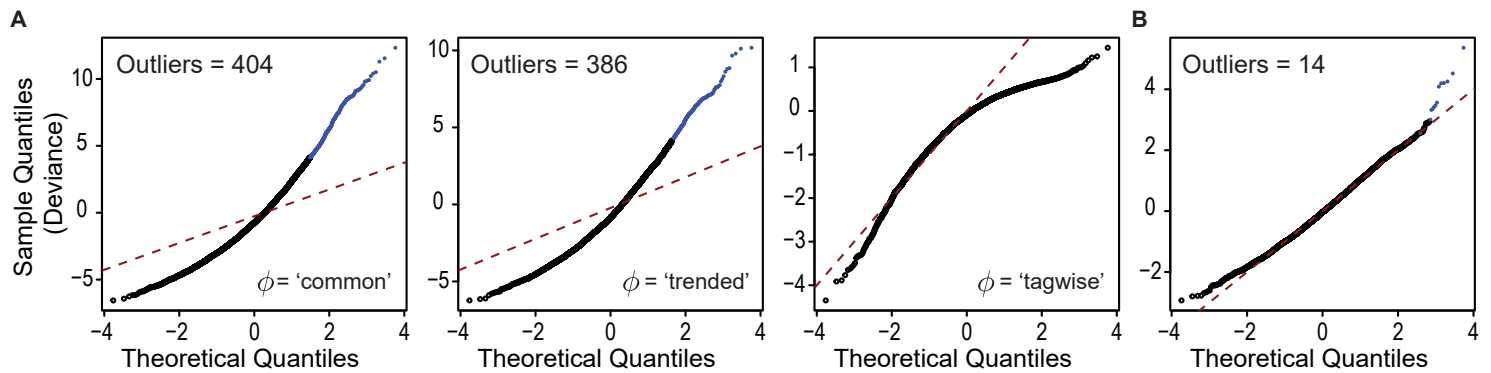 A
B
Sample Quantiles
(Deviance)
Outliers = 404
10
5
0
−5
ϕ = ‘common’
−4
−2
0
2
4
Theoretical Quantiles
Outliers = 386
10
5
0
−5
ϕ = ‘trended’
−4
−2
0
2
4
Theoretical Quantiles
1
0
−1
−2
−3
−4
ϕ = ‘tagwise’
−4
−2
0
2
4
Theoretical Quantiles
Outliers = 14
4
2
0
−2
−4
−2
0
2
4
Theoretical Quantiles